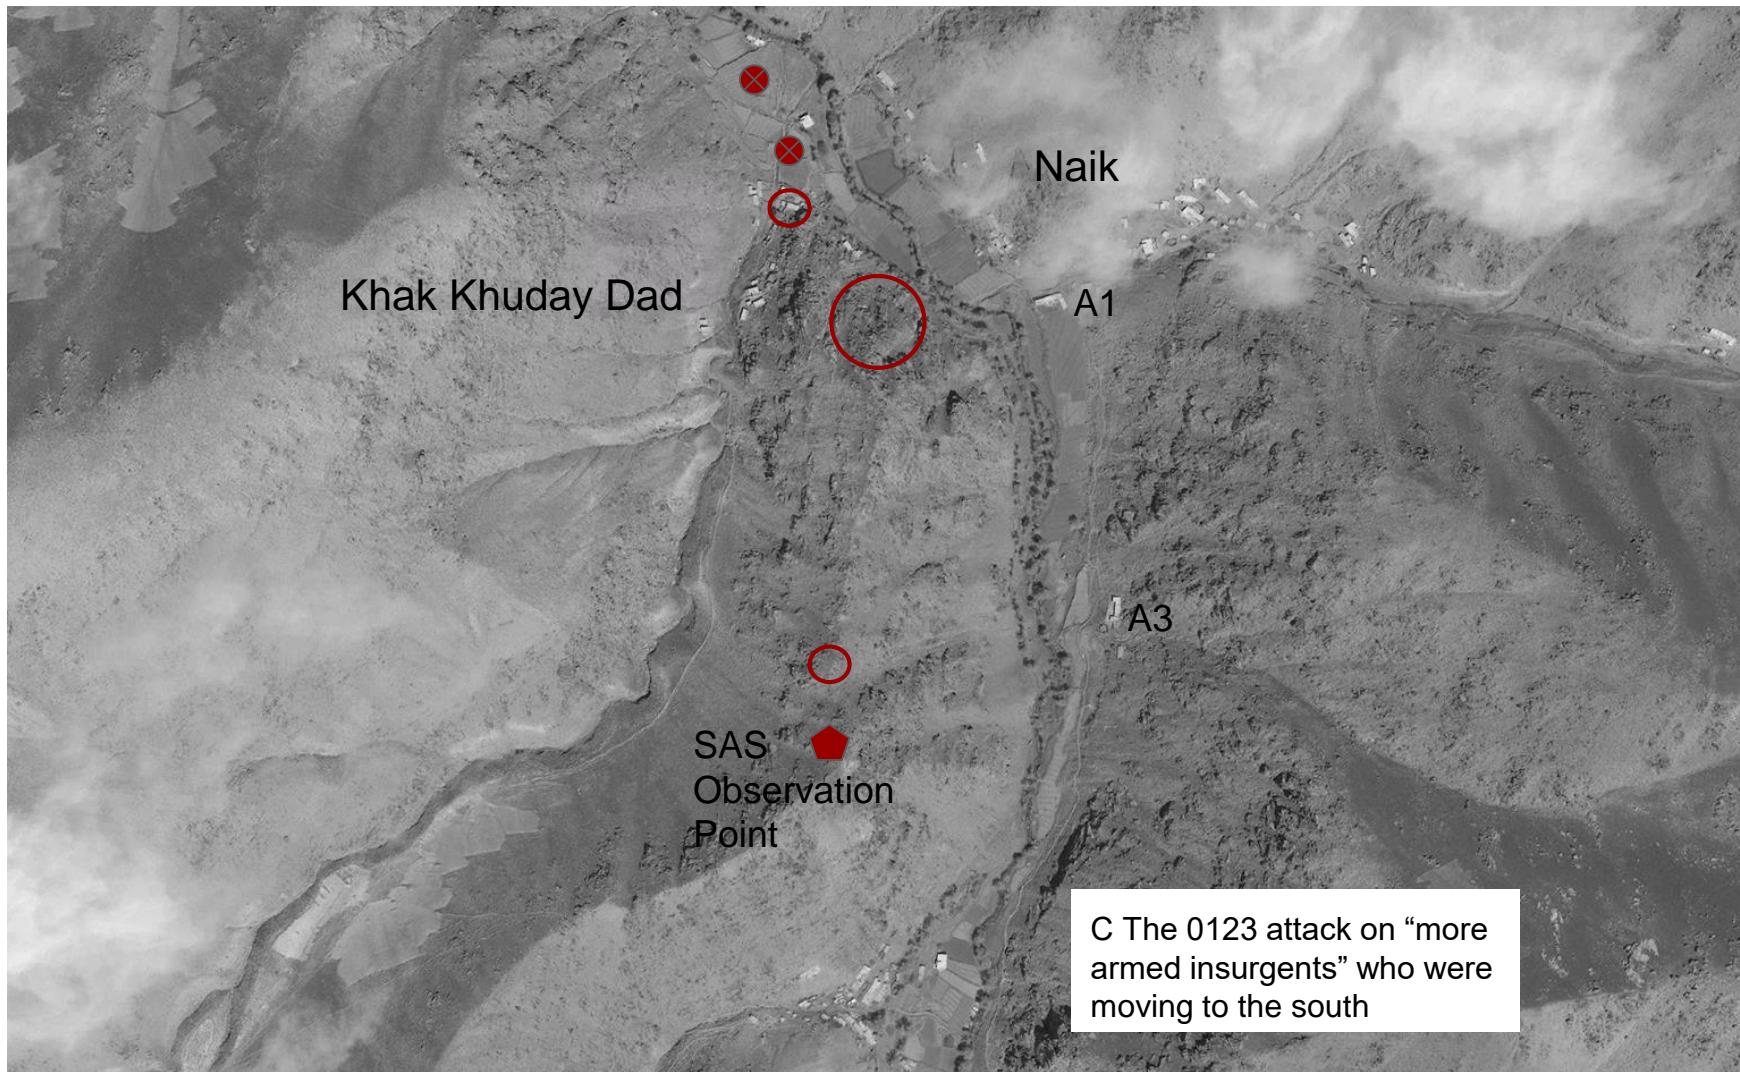 Naik
Khak Khuday Dad
A1
A3
SAS
Observation
Point
C The 0123 attack on “more
armed insurgents” who were
moving to the south